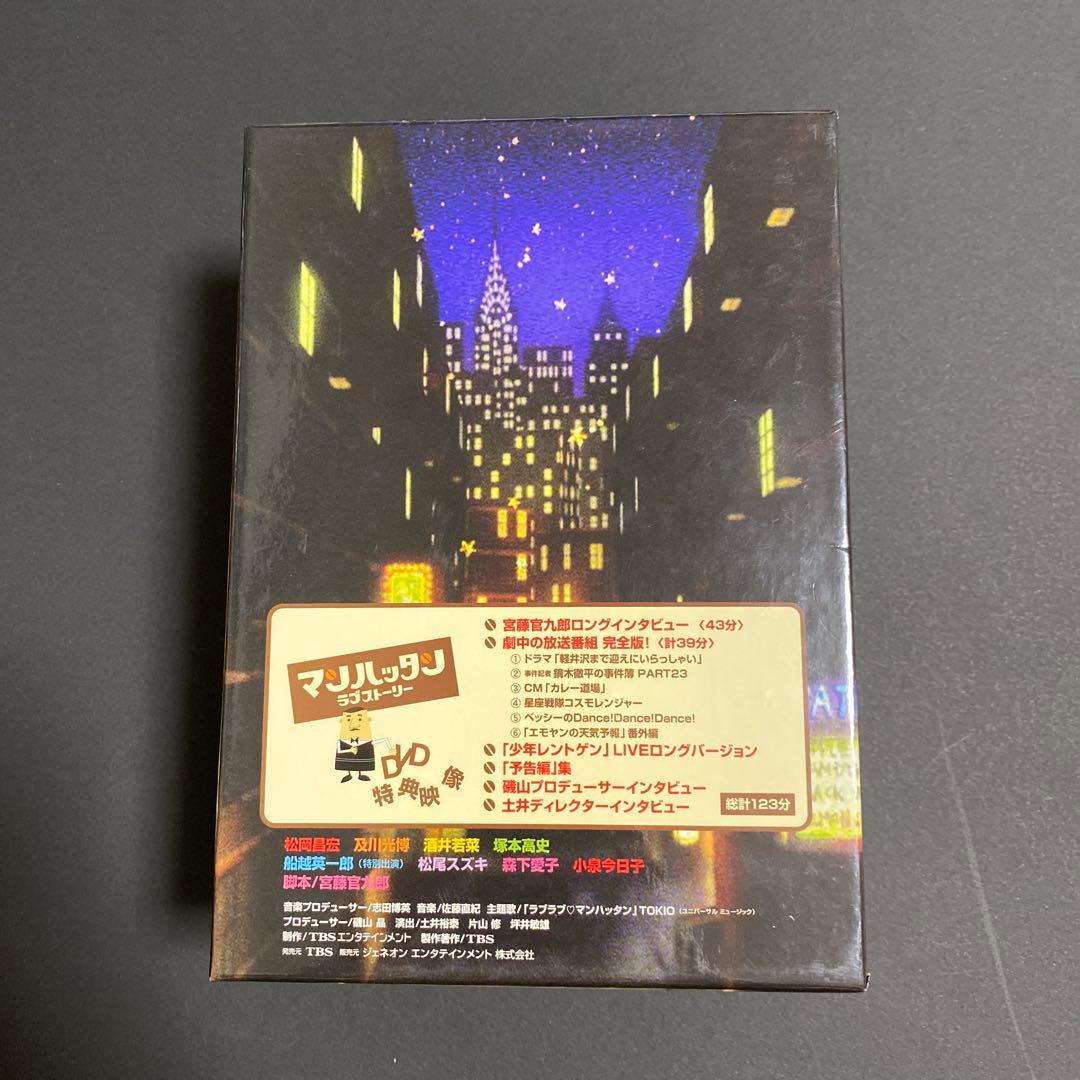 マンハッタン
ラブストーリー
DVD
特典映像
宮藤官九郎ロングインタビュー〈43分〉
劇中の放送番組 完全版!〈計39分〉
①ドラマ「軽井沢まで迎えにいらっしゃい」
②事件記者 鏑木徹平の事件簿 PART23
③CM「カレー道場」
④星座戦隊コスモレンジャー
⑤ベッシーのDance!Dance!Dance!
⑥「エモヤンの天気予報」番外編
「少年レントゲン」LIVEロングバージョン
「予告編」集
磯山プロデューサーインタビュー
土井ディレクターインタビュー
総計123分
松岡昌宏 及川光博 酒井若菜 塚本高史
船越英一郎(特別出演) 松尾スズキ 森下愛子 小泉今日子
脚本/宮藤官九郎
音楽プロデューサー/志田博英 音楽/佐藤直紀 主題歌/「ラブラブ♡マンハッタン」TOKIO(ユニバーサル ミュージック)
プロデューサー/磯山 晶 演出/土井裕泰 片山 修 坪井敏雄
制作/TBSエンタテインメント 製作著作/TBS
発売元 TBS 販売元 ジェネオン エンタテインメント 株式会社